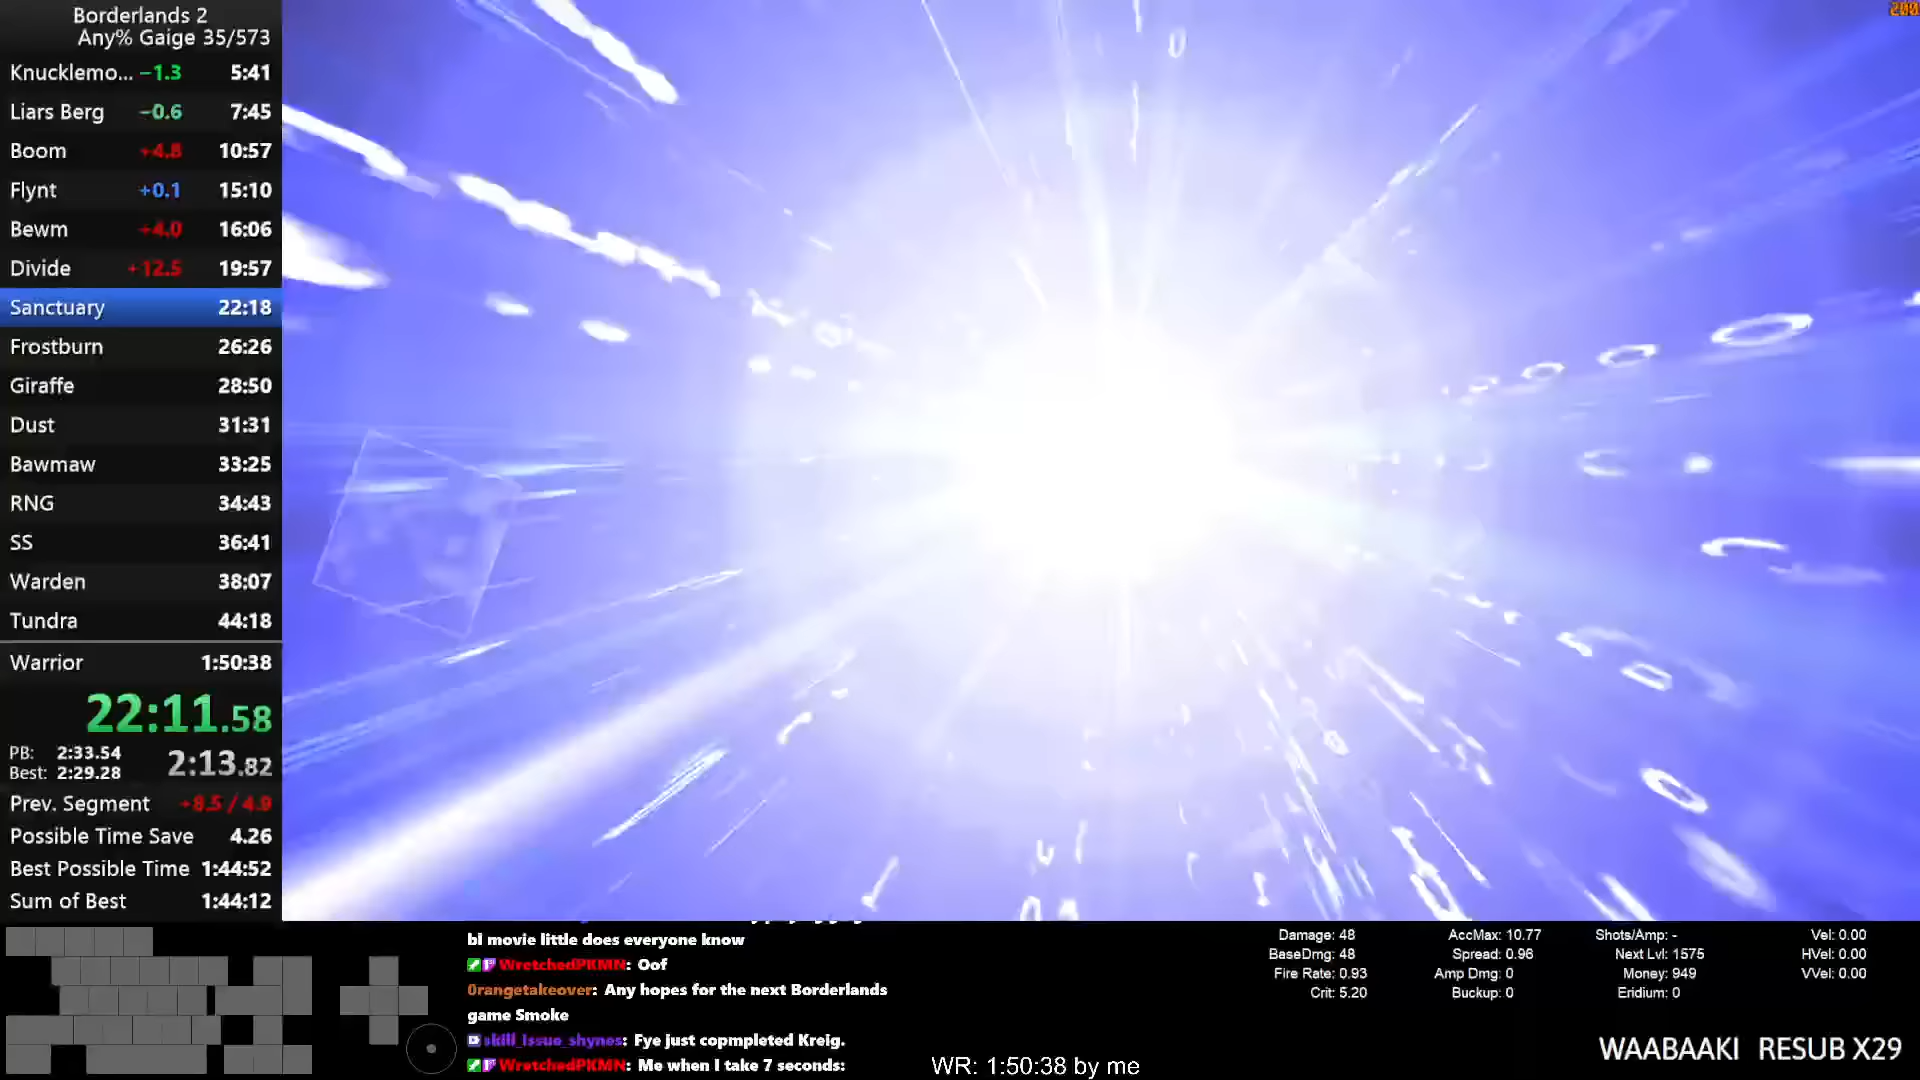 Borderlands 2
Any% Gaige 35/573
Knucklemo... −1.3 5:41
Liars Berg −0.6 7:45
Boom +4.8 10:57
Flynt +0.1 15:10
Bewm +4.0 16:06
Divide +12.5 19:57
Sanctuary 22:18
Frostburn 26:26
Giraffe 28:50
Dust 31:31
Bawmaw 33:25
RNG 34:43
SS 36:41
Warden 38:07
Tundra 44:18
Warrior 1:50:38
22:11.58
PB: 2:33.54
Best: 2:29.28
2:13.82
Prev. Segment +8.5 / 4.9
Possible Time Save 4.26
Best Possible Time 1:44:52
Sum of Best 1:44:12
200
bl movie little does everyone know
WretchedPKMN: Oof
0rangetakeover: Any hopes for the next Borderlands
game Smoke
skill_issue_shynes: Fye just copmpleted Kreig.
WretchedPKMN: Me when I take 7 seconds:
WR: 1:50:38 by me
Damage: 48 AccMax: 10.77 Shots/Amp: - Vel: 0.00
BaseDmg: 48 Spread: 0.96 Next Lvl: 1575 HVel: 0.00
Fire Rate: 0.93 Amp Dmg: 0 Money: 949 VVel: 0.00
Crit: 5.20 Buckup: 0 Eridium: 0
WAABAAKI RESUB X29